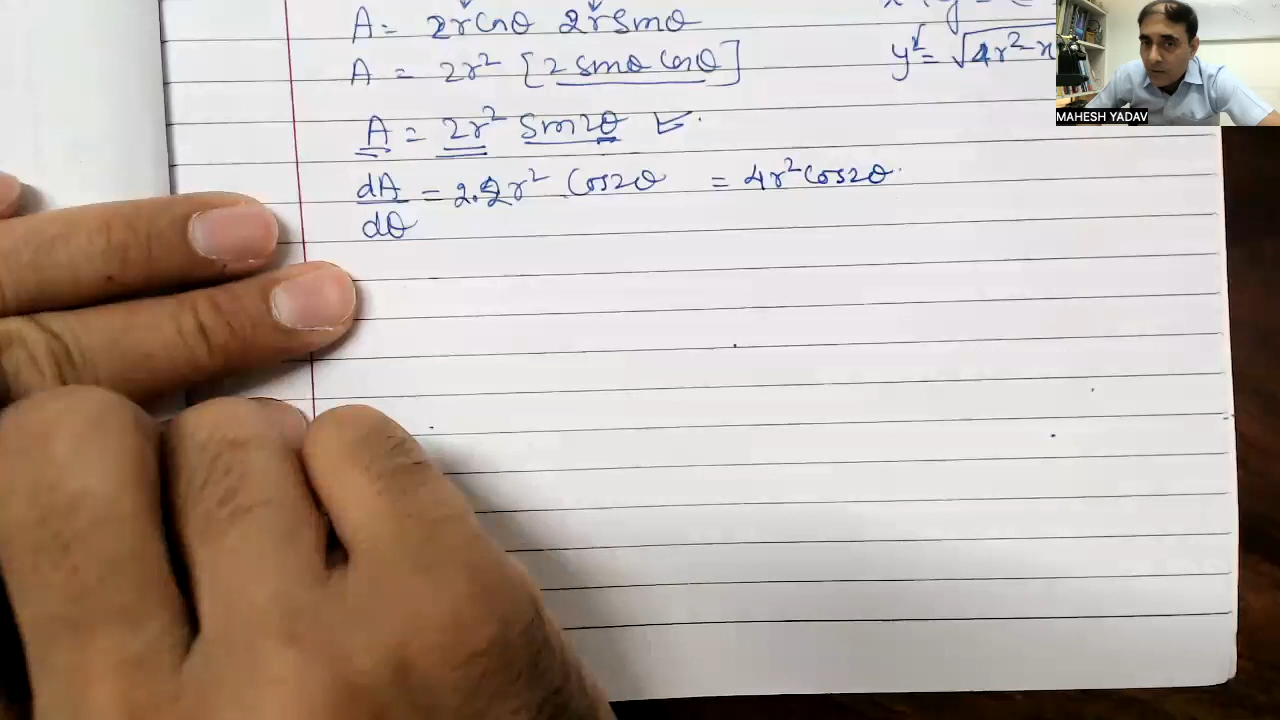 A = 2r Cosθ 2r Sinθ
A = 2r² [2 Sinθ Cosθ]
y² = √4r² - x
MAHESH YADAV
A = 2r² Sin2θ
dA/dθ = 2.2r² Cos2θ = 4r² Cos2θ.